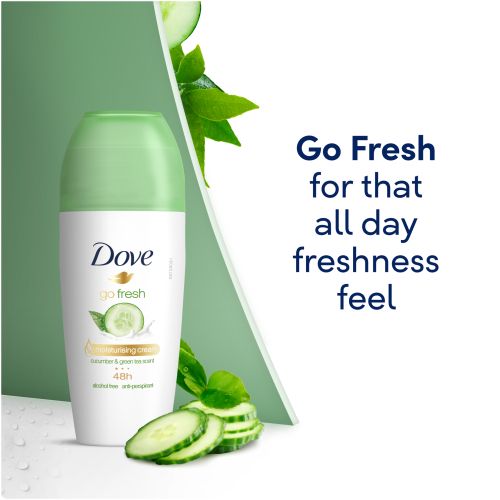 Go Fresh
for that
all day
freshness
feel
Dove
go fresh
moisturising cream
cucumber & green tea scent
48h
alcohol free anti-perspirant